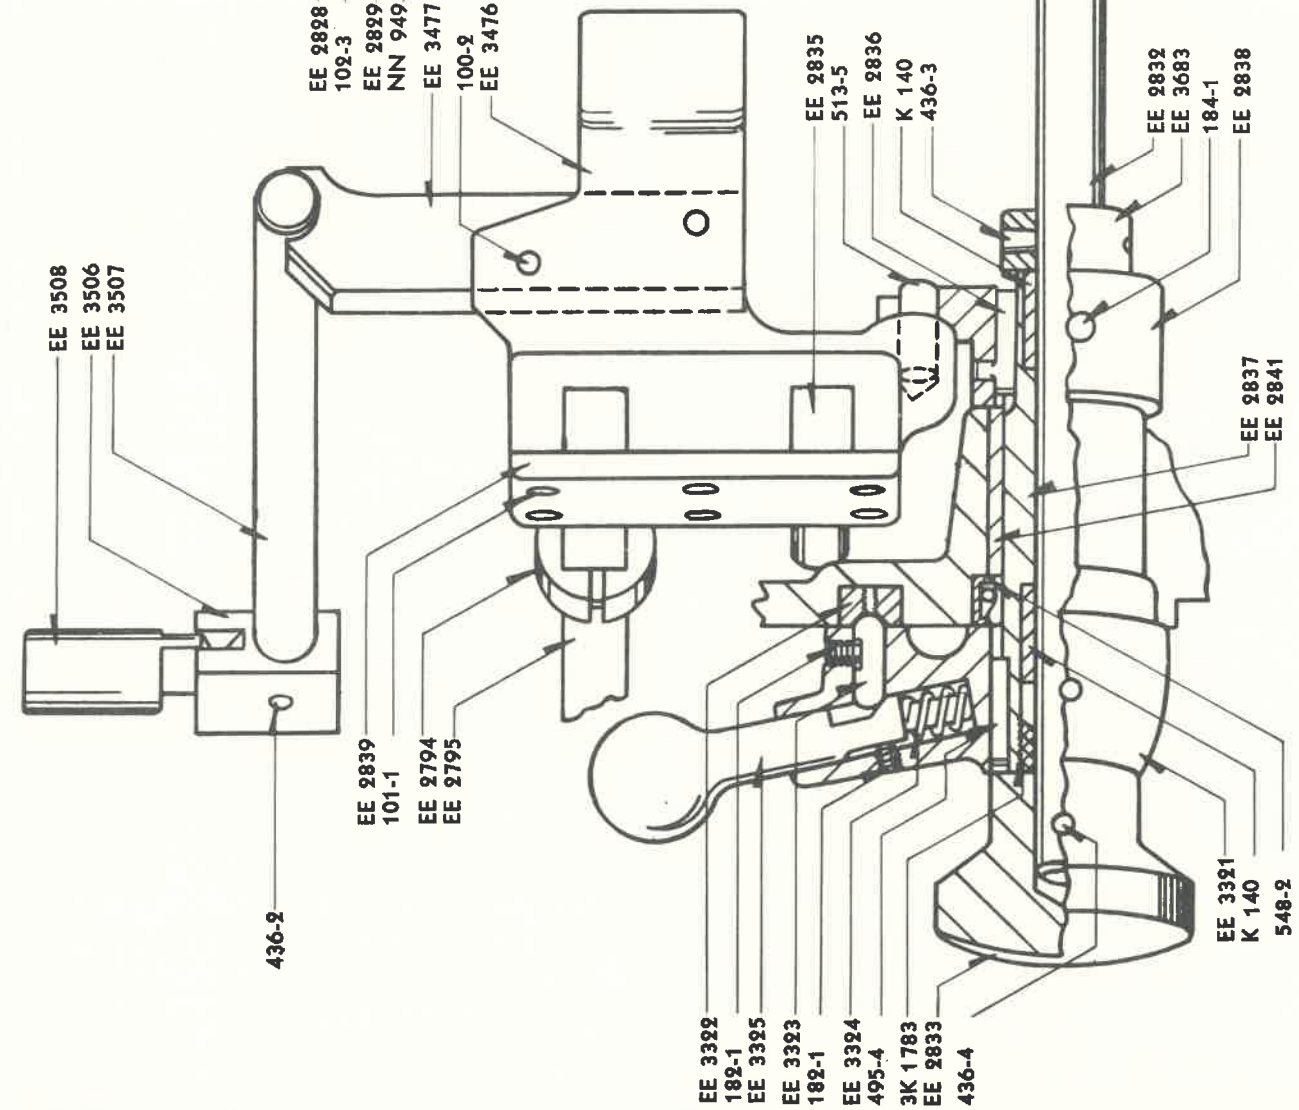 EE 2828
102-3
EE 2829
NN 949
EE 3477
100-2
EE 3476
EE 3508
EE 3506
EE 3507
EE 2835
513-5
EE 2836
K 140
436-3
EE 2832
EE 3683
184-1
EE 2838
EE 2837
EE 2841
436-2
EE 2839
101-1
EE 2794
EE 2795
EE 3322
182-1
EE 3325
EE 3323
182-1
EE 3324
495-4
3K 1783
EE 2833
436-4
EE 3321
K 140
548-2